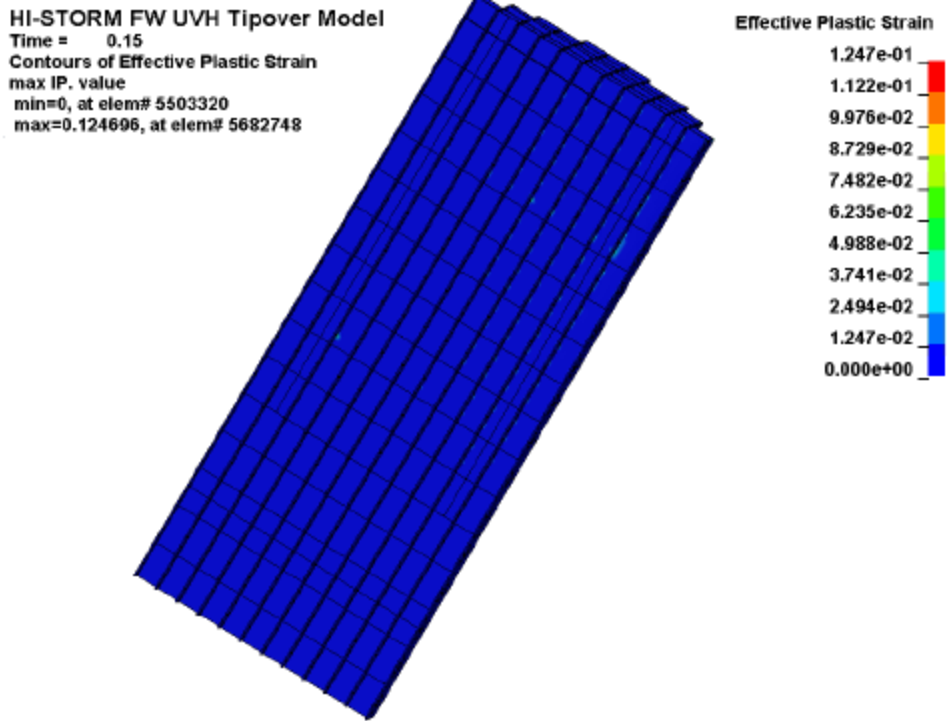 HI-STORM FW UVH Tipover Model
Time =      0.15
Contours of Effective Plastic Strain
max IP. value
min=0, at elem# 5503320
max=0.124696, at elem# 5682748
Effective Plastic Strain
1.247e-01
1.122e-01
9.976e-02
8.729e-02
7.482e-02
6.235e-02
4.988e-02
3.741e-02
2.494e-02
1.247e-02
0.000e+00